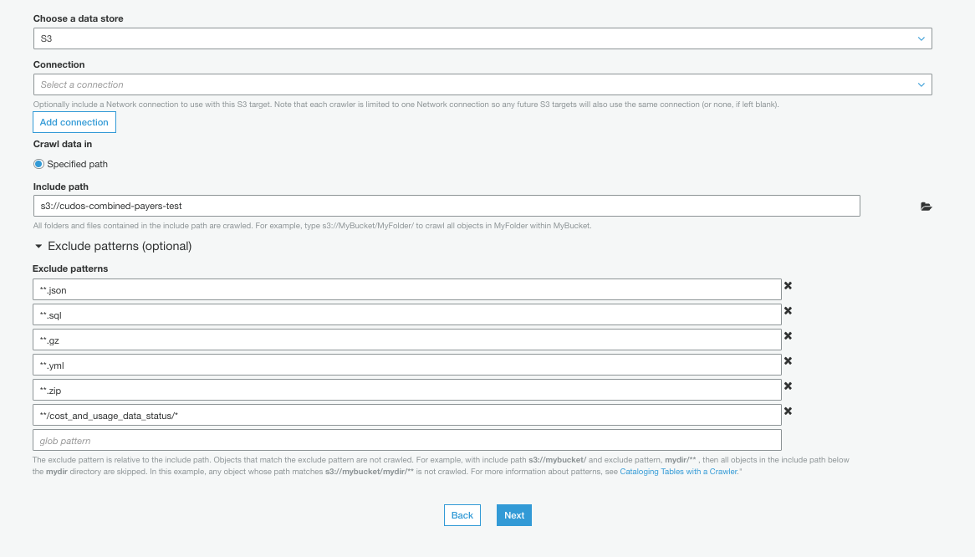 Choose a data store
S3
Connection
Select a connection
Optionally include a Network connection to use with this S3 target. Note that each crawler is limited to one Network connection so any future S3 targets will also use the same connection (or none, if left blank).
Add connection
Crawl data in
Specified path
Include path
s3://cudos-combined-payers-test
All folders and files contained in the include path are crawled. For example, type s3://MyBucket/MyFolder/ to crawl all objects in MyFolder within MyBucket.
Exclude patterns (optional)
Exclude patterns
**.json
**.sql
**.gz
**.yml
**.zip
**/cost_and_usage_data_status/*
glob pattern
The exclude pattern is relative to the include path. Objects that match the exclude pattern are not crawled. For example, with include path s3://mybucket/ and exclude pattern, mydir/** , then all objects in the include path below
the mydir directory are skipped. In this example, any object whose path matches s3://mybucket/mydir/** is not crawled. For more information about patterns, see Cataloging Tables with a Crawler."
Back Next